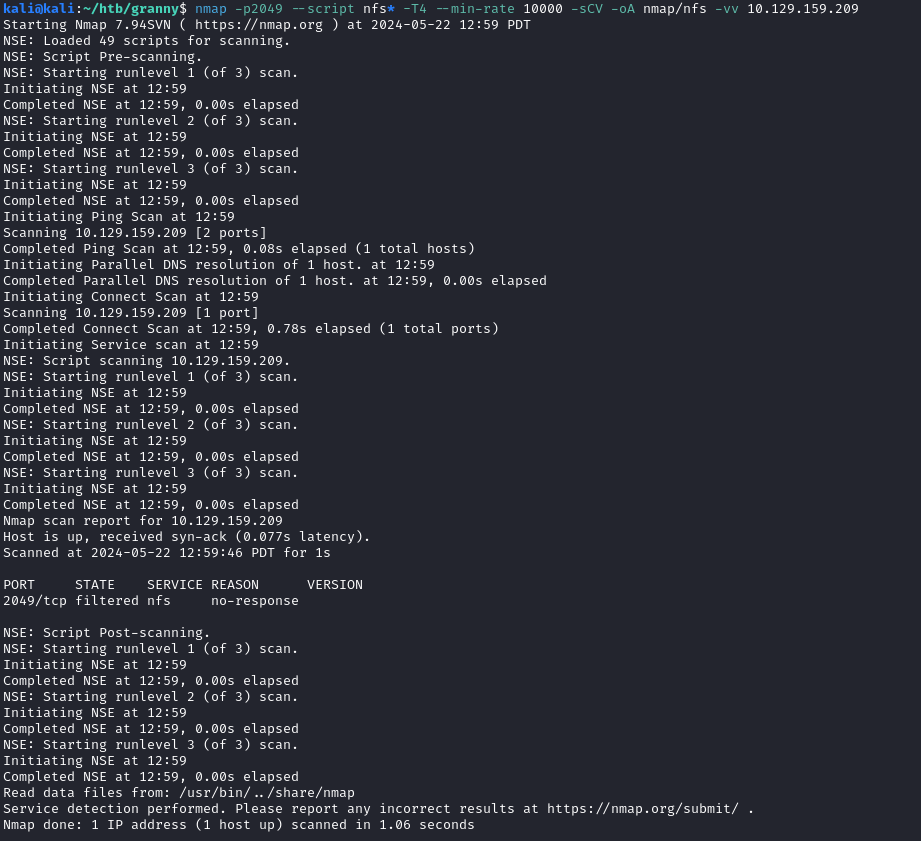 kali@kali:~/htb/granny$ nmap -p2049 --script nfs* -T4 --min-rate 10000 -sCV -oA nmap/nfs -vv 10.129.159.209
Starting Nmap 7.94SVN ( https://nmap.org ) at 2024-05-22 12:59 PDT
NSE: Loaded 49 scripts for scanning.
NSE: Script Pre-scanning.
NSE: Starting runlevel 1 (of 3) scan.
Initiating NSE at 12:59
Completed NSE at 12:59, 0.00s elapsed
NSE: Starting runlevel 2 (of 3) scan.
Initiating NSE at 12:59
Completed NSE at 12:59, 0.00s elapsed
NSE: Starting runlevel 3 (of 3) scan.
Initiating NSE at 12:59
Completed NSE at 12:59, 0.00s elapsed
Initiating Ping Scan at 12:59
Scanning 10.129.159.209 [2 ports]
Completed Ping Scan at 12:59, 0.08s elapsed (1 total hosts)
Initiating Parallel DNS resolution of 1 host. at 12:59
Completed Parallel DNS resolution of 1 host. at 12:59, 0.00s elapsed
Initiating Connect Scan at 12:59
Scanning 10.129.159.209 [1 port]
Completed Connect Scan at 12:59, 0.78s elapsed (1 total ports)
Initiating Service scan at 12:59
NSE: Script scanning 10.129.159.209.
NSE: Starting runlevel 1 (of 3) scan.
Initiating NSE at 12:59
Completed NSE at 12:59, 0.00s elapsed
NSE: Starting runlevel 2 (of 3) scan.
Initiating NSE at 12:59
Completed NSE at 12:59, 0.00s elapsed
NSE: Starting runlevel 3 (of 3) scan.
Initiating NSE at 12:59
Completed NSE at 12:59, 0.00s elapsed
Nmap scan report for 10.129.159.209
Host is up, received syn-ack (0.077s latency).
Scanned at 2024-05-22 12:59:46 PDT for 1s
PORT     STATE    SERVICE REASON      VERSION
2049/tcp filtered nfs     no-response
NSE: Script Post-scanning.
NSE: Starting runlevel 1 (of 3) scan.
Initiating NSE at 12:59
Completed NSE at 12:59, 0.00s elapsed
NSE: Starting runlevel 2 (of 3) scan.
Initiating NSE at 12:59
Completed NSE at 12:59, 0.00s elapsed
NSE: Starting runlevel 3 (of 3) scan.
Initiating NSE at 12:59
Completed NSE at 12:59, 0.00s elapsed
Read data files from: /usr/bin/../share/nmap
Service detection performed. Please report any incorrect results at https://nmap.org/submit/ .
Nmap done: 1 IP address (1 host up) scanned in 1.06 seconds